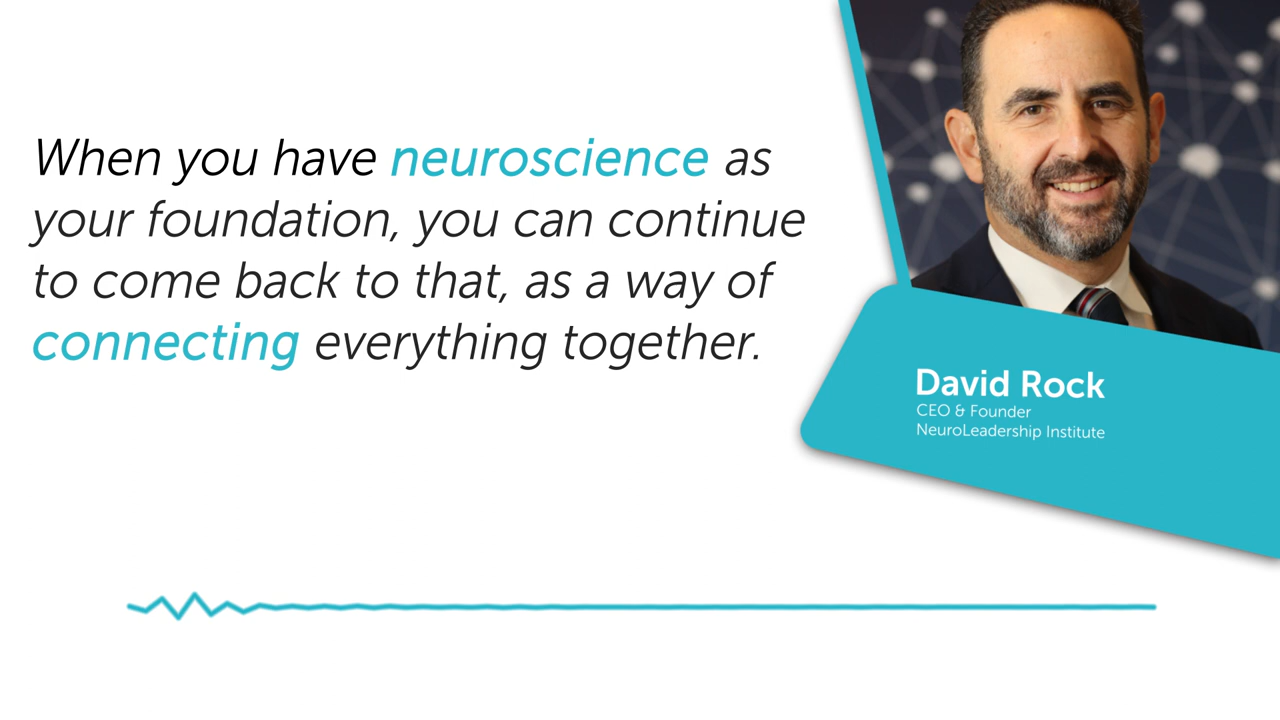 When you have neuroscience as
your foundation, you can continue
to come back to that, as a way of
connecting everything together.
David Rock
CEO & Founder
NeuroLeadership Institute